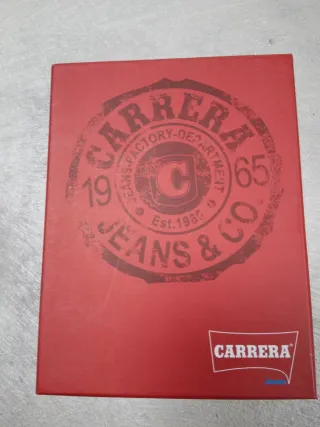 CARRERA
JEANS-FACTORY-DEPARTMENT
C
19 65
Est.1965
JEANS & CO.
CARRERA®